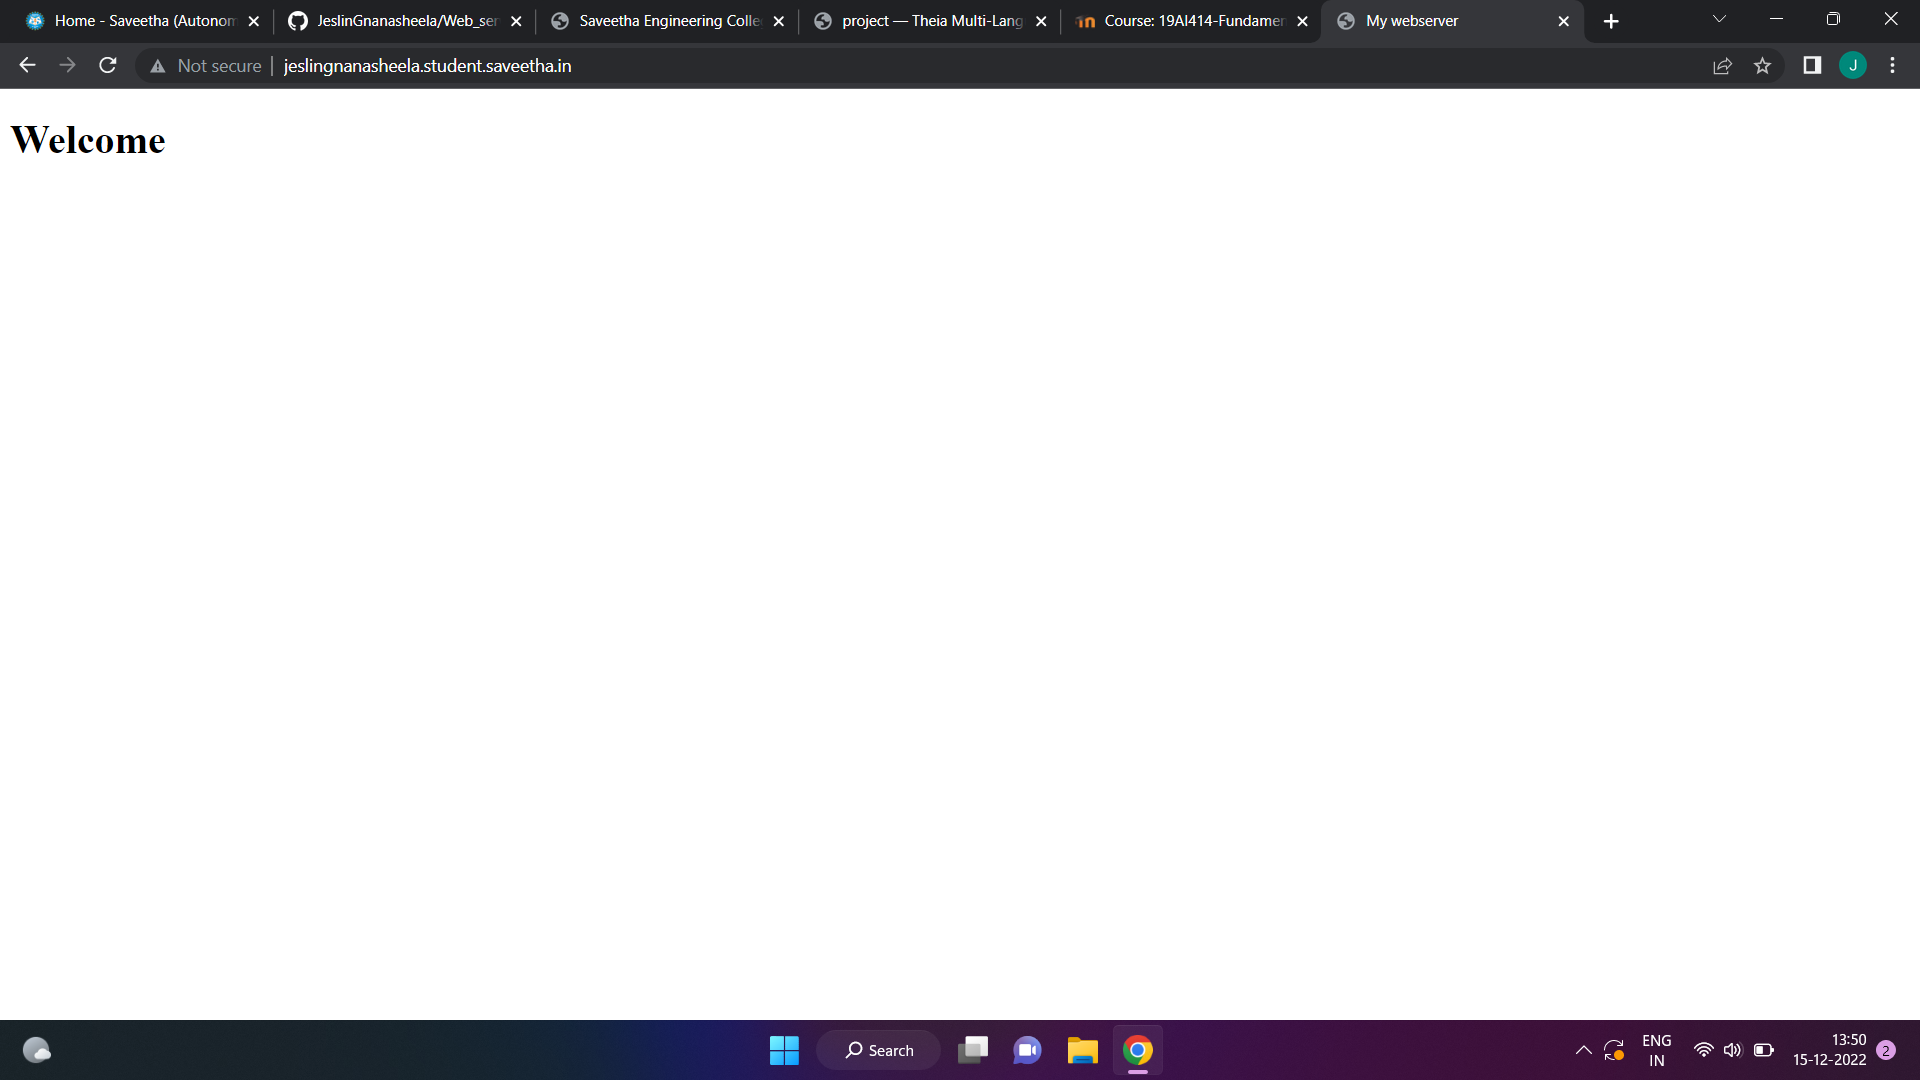 Home - Saveetha (Autonom
JeslinGnanasheela/Web_ser
Saveetha Engineering Colle
project — Theia Multi-Lang
Course: 19AI414-Fundamen
My webserver
Not secure
jeslingnanasheela.student.saveetha.in
J
Welcome
Search
ENG
IN
13:50
15-12-2022
2